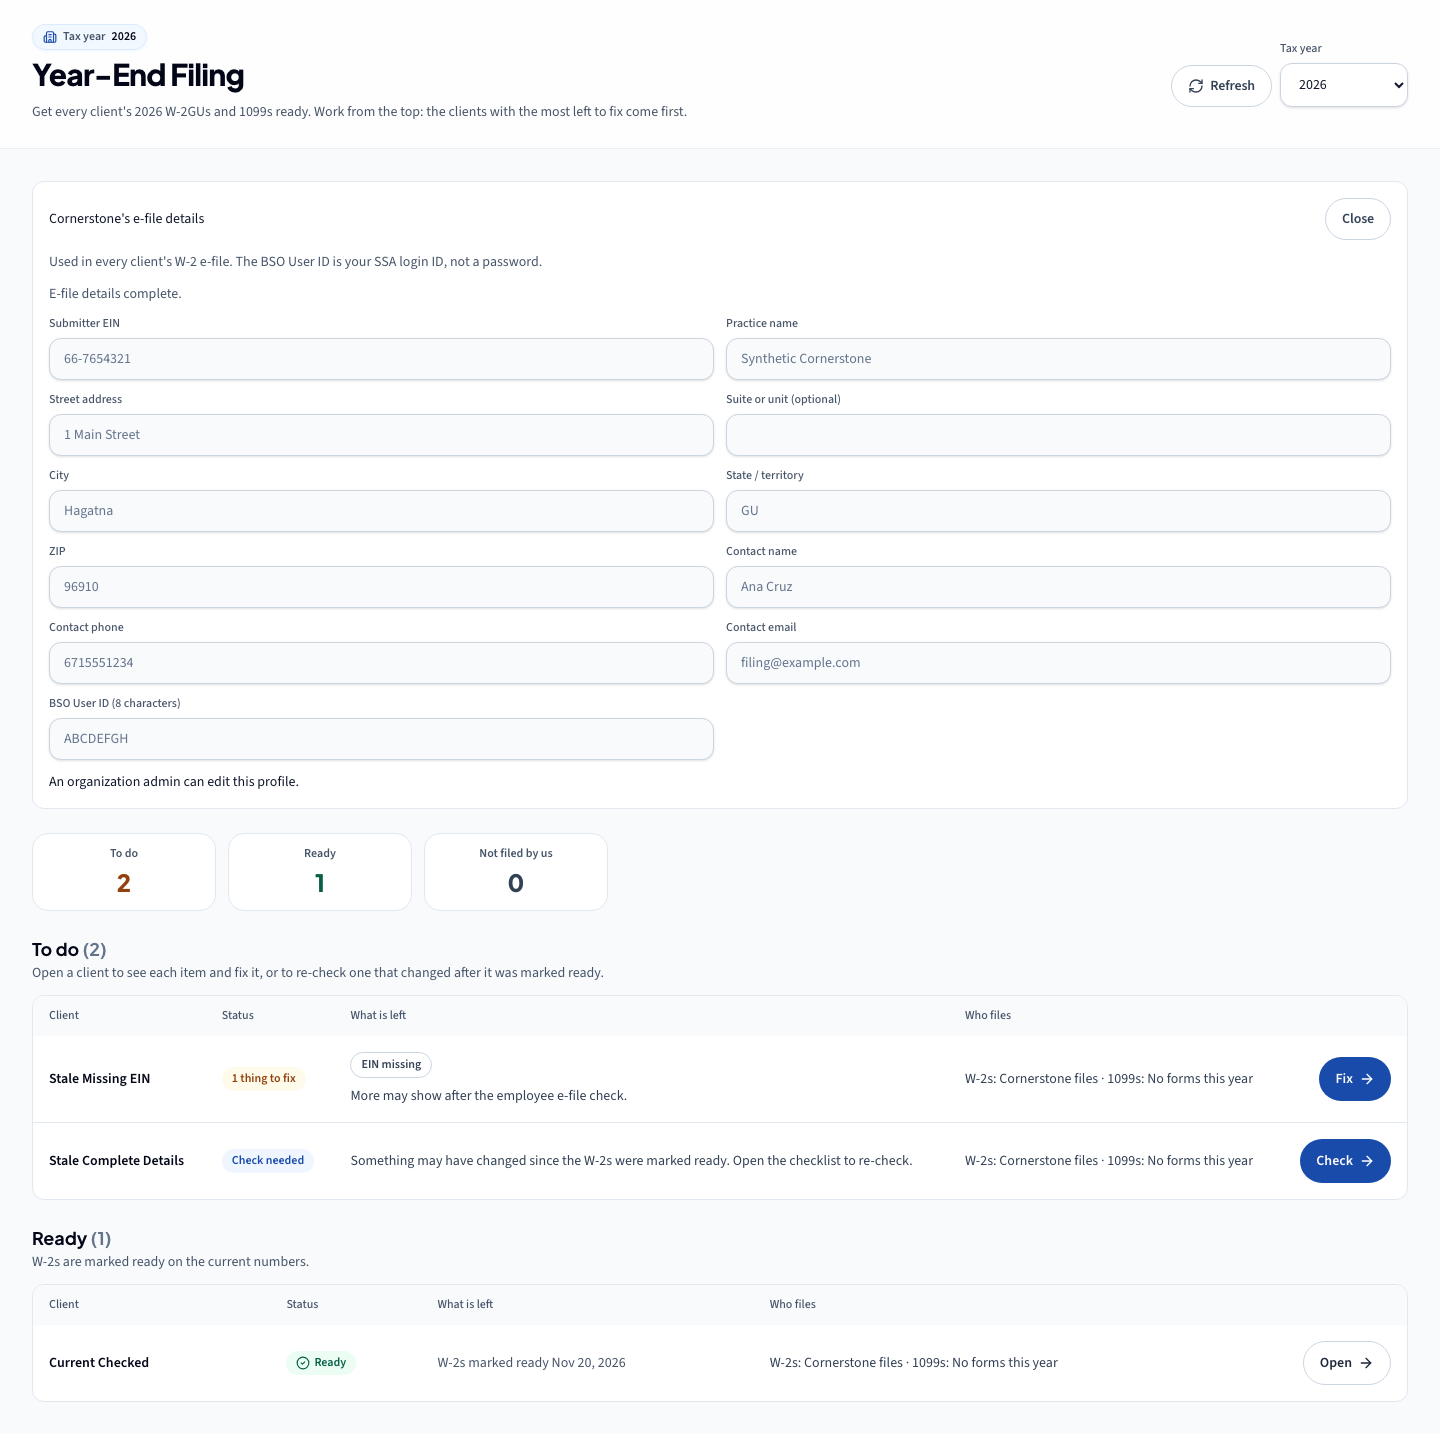 Tax year 2026
Year-End Filing
Get every client's 2026 W-2GUs and 1099s ready. Work from the top: the clients with the most left to fix come first.
Refresh
Tax year
2026
Cornerstone's e-file details
Close
Used in every client's W-2 e-file. The BSO User ID is your SSA login ID, not a password.
E-file details complete.
Submitter EIN
66-7654321
Practice name
Synthetic Cornerstone
Street address
1 Main Street
Suite or unit (optional)
City
Hagatna
State / territory
GU
ZIP
96910
Contact name
Ana Cruz
Contact phone
6715551234
Contact email
filing@example.com
BSO User ID (8 characters)
ABCDEFGH
An organization admin can edit this profile.
To do
2
Ready
1
Not filed by us
0
To do (2)
Open a client to see each item and fix it, or to re-check one that changed after it was marked ready.
Client Status What is left Who files
Stale Missing EIN
1 thing to fix
EIN missing
More may show after the employee e-file check.
W-2s: Cornerstone files · 1099s: No forms this year
Fix
Stale Complete Details
Check needed
Something may have changed since the W-2s were marked ready. Open the checklist to re-check.
W-2s: Cornerstone files · 1099s: No forms this year
Check
Ready (1)
W-2s are marked ready on the current numbers.
Client Status What is left Who files
Current Checked
Ready
W-2s marked ready Nov 20, 2026
W-2s: Cornerstone files · 1099s: No forms this year
Open